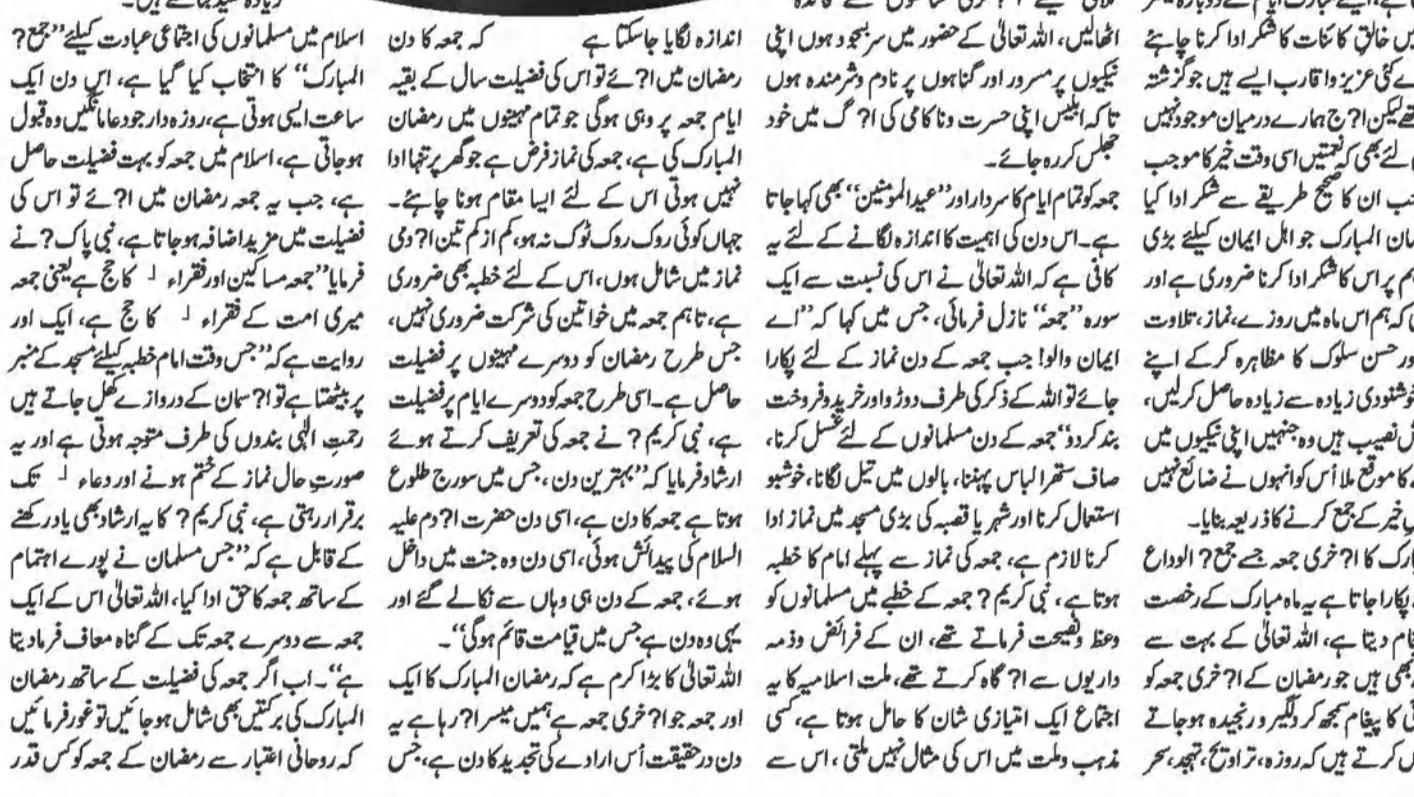 ہے، ایسے مبارک ایام
ں خالقِ کائنات کا شکر ادا کرنا چاہئے
ے کئی عزیز و اقارب ایسے ہیں جو گزشتہ
تھے لیکن ا?ج ہمارے درمیان موجود نہیں
لئے بھی کہ نعمتیں اسی وقت خیر کا موجب
جب ان کا صحیح طریقے سے شکر ادا کیا
ان المبارک جو اہل ایمان کیلئے بڑی
ہم پر اس کا شکر ادا کرنا ضروری ہے اور
کہ ہم اس ماہ میں روزے، نماز، تلاوت
اور حسن سلوک کا مظاہرہ کرکے اپنے
خوشنودی زیادہ سے زیادہ حاصل کرلیں،
ش نصیب ہیں وہ جنہیں اپنی نیکیوں میں
ے کا موقع ملا اُس کو انہوں نے ضائع نہیں
خیر کے جمع کرنے کا ذریعہ بنایا۔
بارک کا ا?خری جمعہ جسے جمع? الوداع
پکارا جاتا ہے یہ ماہ مبارک کے رخصت
غام دیتا ہے، اللہ تعالیٰ کے بہت سے
بھی ہیں جو رمضان کے ا?خری جمعہ کو
ئی کا پیغام سمجھ کر دلگیر و رنجیدہ ہوجاتے
ں کرتے ہیں کہ روزہ، تراویح، تہجد، سحر
اٹھالیں، اللہ تعالیٰ کے حضور میں سربسجود ہوں اپنی
نیکیوں پر مسرور اور گناہوں پر نادم و شرمندہ ہوں
تاکہ ابلیس اپنی حسرت و ناکامی کی ا?گ میں خود
جھلس کر رہ جائے۔
جمعہ کو تمام ایام کا سردار اور ’’عید المومنین‘‘ بھی کہا جاتا
ہے۔ اس دن کی اہمیت کا اندازہ لگانے کے لئے یہ
کافی ہے کہ اللہ تعالیٰ نے اس کی نسبت سے ایک
سورہ ’’جمعہ‘‘ نازل فرمائی، جس میں کہا کہ ’’اے
ایمان والو! جب جمعہ کے دن نماز کے لئے پکارا
جائے تو اللہ کے ذکر کی طرف دوڑو اور خرید و فروخت
بند کردو‘‘ جمعہ کے دن مسلمانوں کے لئے غسل کرنا،
صاف ستھرا لباس پہننا، بالوں میں تیل لگانا، خوشبو
استعمال کرنا اور شہر یا قصبہ کی بڑی مسجد میں نماز ادا
کرنا لازم ہے، جمعہ کی نماز سے پہلے امام کا خطبہ
ہوتا ہے، نبی کریم? جمعہ کے خطبے میں مسلمانوں کو
وعظ و نصیحت فرماتے تھے، ان کے فرائض و ذمہ
داریوں سے ا?گاہ کرتے تھے، ملت اسلامیہ کا یہ
اجتماع ایک امتیازی شان کا حامل ہوتا ہے، کسی
مذہب و ملت میں اس کی مثال نہیں ملتی، اس سے
اندازہ لگایا جاسکتا ہے کہ جمعہ کا دن
رمضان میں ا?ئے تو اس کی فضیلت سال کے بقیہ
ایام جمعہ پر وہی ہوگی جو تمام مہینوں میں رمضان
المبارک کی ہے، جمعہ کی نماز فرض ہے جو گھر پر تنہا ادا
نہیں ہوتی اس کے لئے ایسا مقام ہونا چاہئے۔
جہاں کوئی روک روک ٹوک نہ ہو، کم از کم تین ا?دمی
نماز میں شامل ہوں، اس کے لئے خطبہ بھی ضروری
ہے، تاہم جمعہ میں خواتین کی شرکت ضروری نہیں،
جس طرح رمضان کو دوسرے مہینوں پر فضیلت
حاصل ہے۔ اسی طرح جمعہ کو دوسرے ایام پر فضیلت
ہے، نبی کریم? نے جمعہ کی تعریف کرتے ہوئے
ارشاد فرمایا کہ ’’بہترین دن، جس میں سورج طلوع
ہوتا ہے جمعہ کا دن ہے، اسی دن حضرت ا?دم علیہ
السلام کی پیدائش ہوئی، اسی دن وہ جنت میں داخل
ہوئے، جمعہ کے دن ہی وہاں سے نکالے گئے اور
یہی وہ دن ہے جس میں قیامت قائم ہوگی‘‘۔
اللہ تعالیٰ کا بڑا کرم ہے کہ رمضان المبارک کا ایک
اور جمعہ جو ا?خری جمعہ ہے ہمیں میسر ا?رہا ہے یہ
دن در حقیقت اُس ارادے کی تجدید کا دن ہے، جس
اسلام میں مسلمانوں کی اجتماعی عبادت کیلئے ’’جمع?
المبارک‘‘ کا انتخاب کیا گیا ہے، اس دن ایک
ساعت ایسی ہوتی ہے، روزہ دار جو دعا مانگیں وہ قبول
ہوجاتی ہے، اسلام میں جمعہ کو بہت فضیلت حاصل
ہے، جب یہ جمعہ رمضان میں ا?ئے تو اس کی
فضیلت میں مزید اضافہ ہوجاتا ہے، نبی پاک? نے
فرمایا ’’جمعہ مساکین اور فقراء کا حج ہے یعنی جمعہ
میری امت کے فقراء کا حج ہے، ایک اور
روایت ہے کہ ’’جس وقت امام خطبہ کیلئے مسجد کے منبر
پر بیٹھتا ہے تو ا?سمان کے دروازے کھل جاتے ہیں
رحمتِ الٰہی بندوں کی طرف متوجہ ہوتی ہے اور یہ
صورتِ حال نماز کے ختم ہونے اور دعاء تک
برقرار رہتی ہے، نبی کریم? کا یہ ارشاد بھی یاد رکھنے
کے قابل ہے کہ ’’جس مسلمان نے پورے اہتمام
کے ساتھ جمعہ کا حق ادا کیا، اللہ تعالیٰ اس کے ایک
جمعہ سے دوسرے جمعہ تک کے گناہ معاف فرمادیتا
ہے‘‘۔ اب اگر جمعہ کی فضیلت کے ساتھ رمضان
المبارک کی برکتیں بھی شامل ہوجائیں تو غور فرمائیں
کہ روحانی اعتبار سے رمضان کے جمعہ کو کس قدر